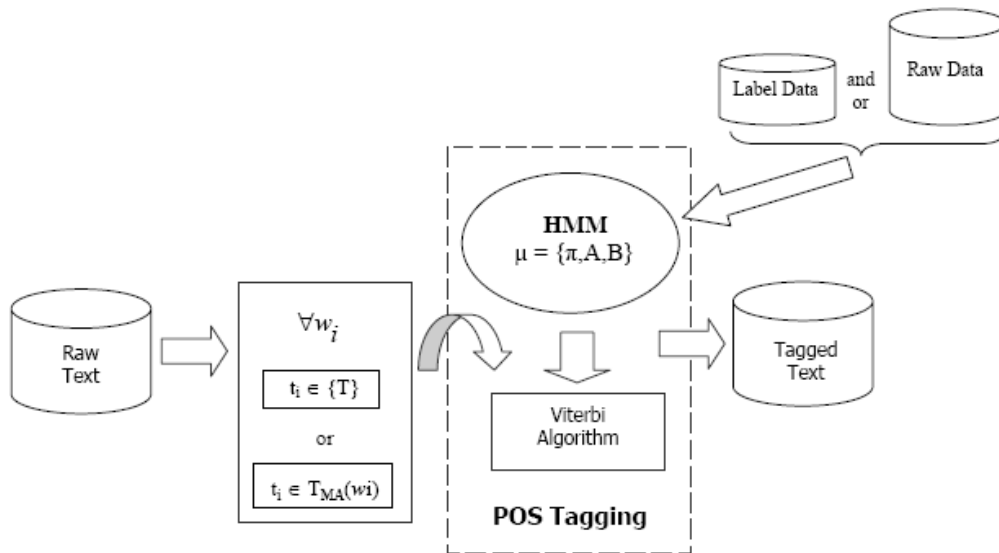 Label Data
and
or
Raw Data
HMM
μ = {π,A,B}
Raw
Text
∀wᵢ
tᵢ ∈ {T}
or
tᵢ ∈ T_MA(wi)
Viterbi
Algorithm
POS Tagging
Tagged
Text